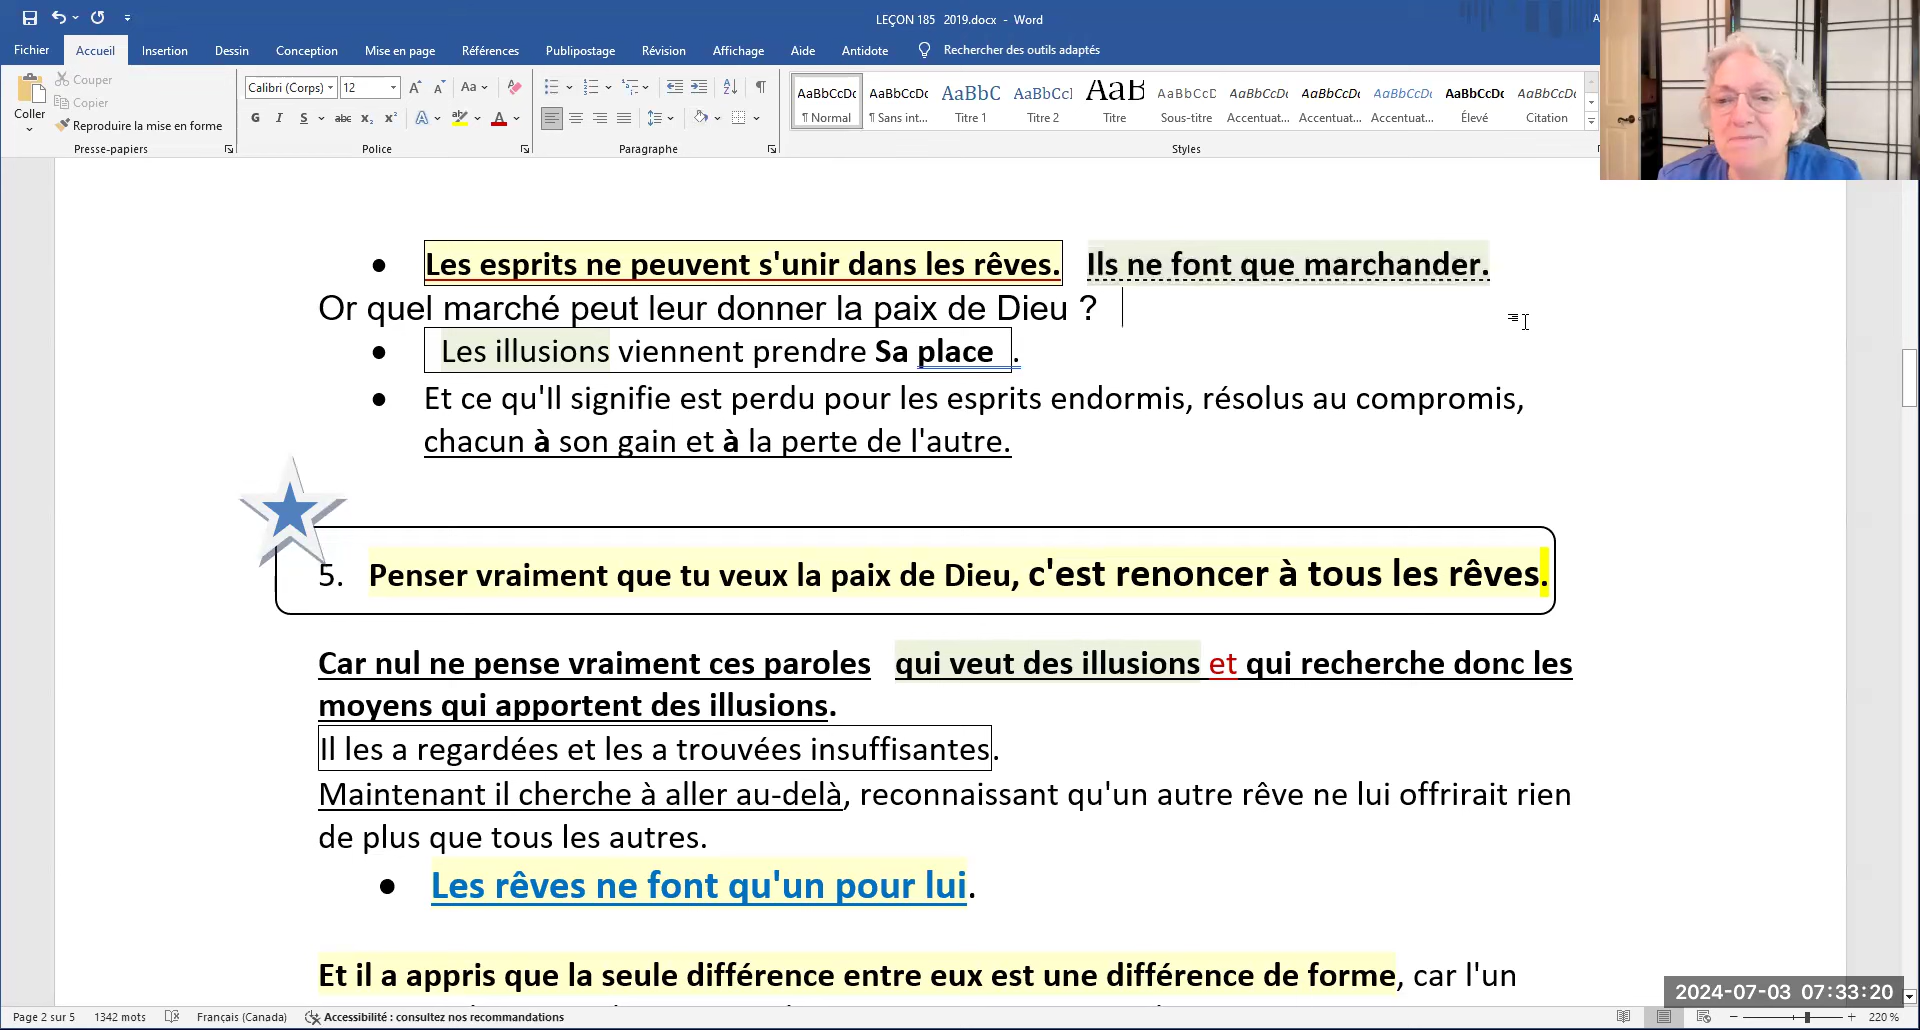 LEÇON 185 2019.docx - Word
Fichier Accueil Insertion Dessin Conception Mise en page Références Publipostage Révision Affichage Aide Antidote Rechercher des outils adaptés
Coller
Couper
Copier
Reproduire la mise en forme
Presse-papiers
Calibri (Corps) 12
Police
Paragraphe
AaBbCcDc AaBbCcDc AaBbC AaBbCcI AaB AaBbCcD AaBbCcDc AaBbCcDc AaBbCcDc AaBbCcDc AaBbCcDc
¶ Normal ¶ Sans int... Titre 1 Titre 2 Titre Sous-titre Accentuat... Accentuat... Accentuat... Élevé Citation
Styles
• Les esprits ne peuvent s'unir dans les rêves. Ils ne font que marchander.
Or quel marché peut leur donner la paix de Dieu ?
• Les illusions viennent prendre Sa place .
• Et ce qu'Il signifie est perdu pour les esprits endormis, résolus au compromis,
chacun à son gain et à la perte de l'autre.
5. Penser vraiment que tu veux la paix de Dieu, c'est renoncer à tous les rêves.
Car nul ne pense vraiment ces paroles qui veut des illusions et qui recherche donc les
moyens qui apportent des illusions.
Il les a regardées et les a trouvées insuffisantes.
Maintenant il cherche à aller au-delà, reconnaissant qu'un autre rêve ne lui offrirait rien
de plus que tous les autres.
• Les rêves ne font qu'un pour lui.
Et il a appris que la seule différence entre eux est une différence de forme, car l'un
2024-07-03 07:33:20
Page 2 sur 5 1342 mots Français (Canada) Accessibilité : consultez nos recommandations 220 %